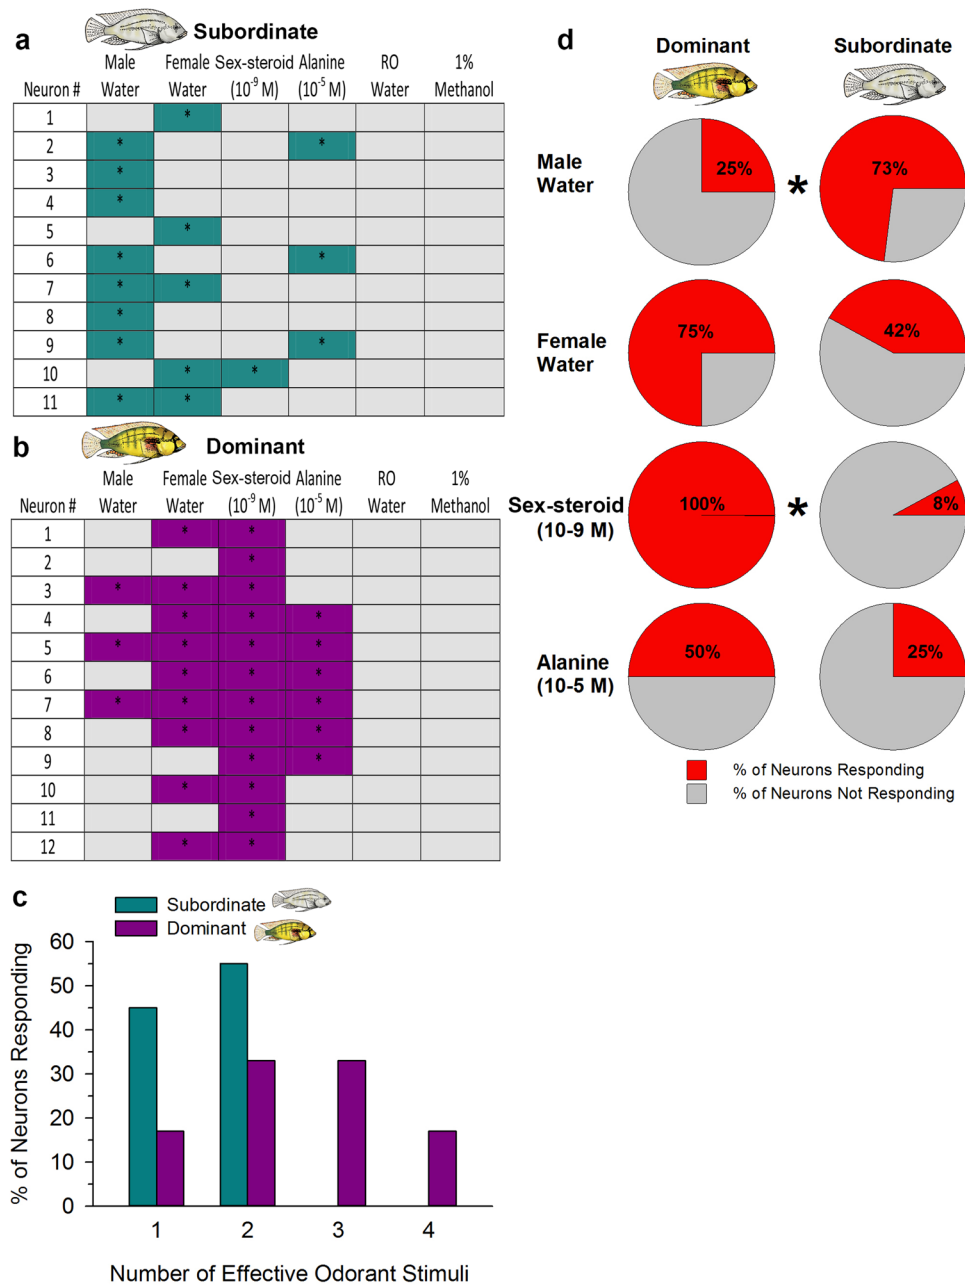 a
Subordinate
Male Female Sex-steroid Alanine RO 1%
Neuron # Water Water (10-9 M) (10-5 M) Water Methanol
1 *
2 * *
3 *
4 *
5 *
6 * *
7 * *
8 *
9 * *
10 * *
11 * *
b
Dominant
Male Female Sex-steroid Alanine RO 1%
Neuron # Water Water (10-9 M) (10-5 M) Water Methanol
1 * *
2 *
3 * * *
4 * * *
5 * * * *
6 * * *
7 * * * *
8 * * *
9 * *
10 * *
11 *
12 * *
c
Subordinate
Dominant
60
50
40
30
20
10
0
% of Neurons Responding
1 2 3 4
Number of Effective Odorant Stimuli
d
Dominant Subordinate
Male
Water
25% * 73%
Female
Water
75% 42%
Sex-steroid
(10-9 M)
100% * 8%
Alanine
(10-5 M)
50% 25%
% of Neurons Responding
% of Neurons Not Responding